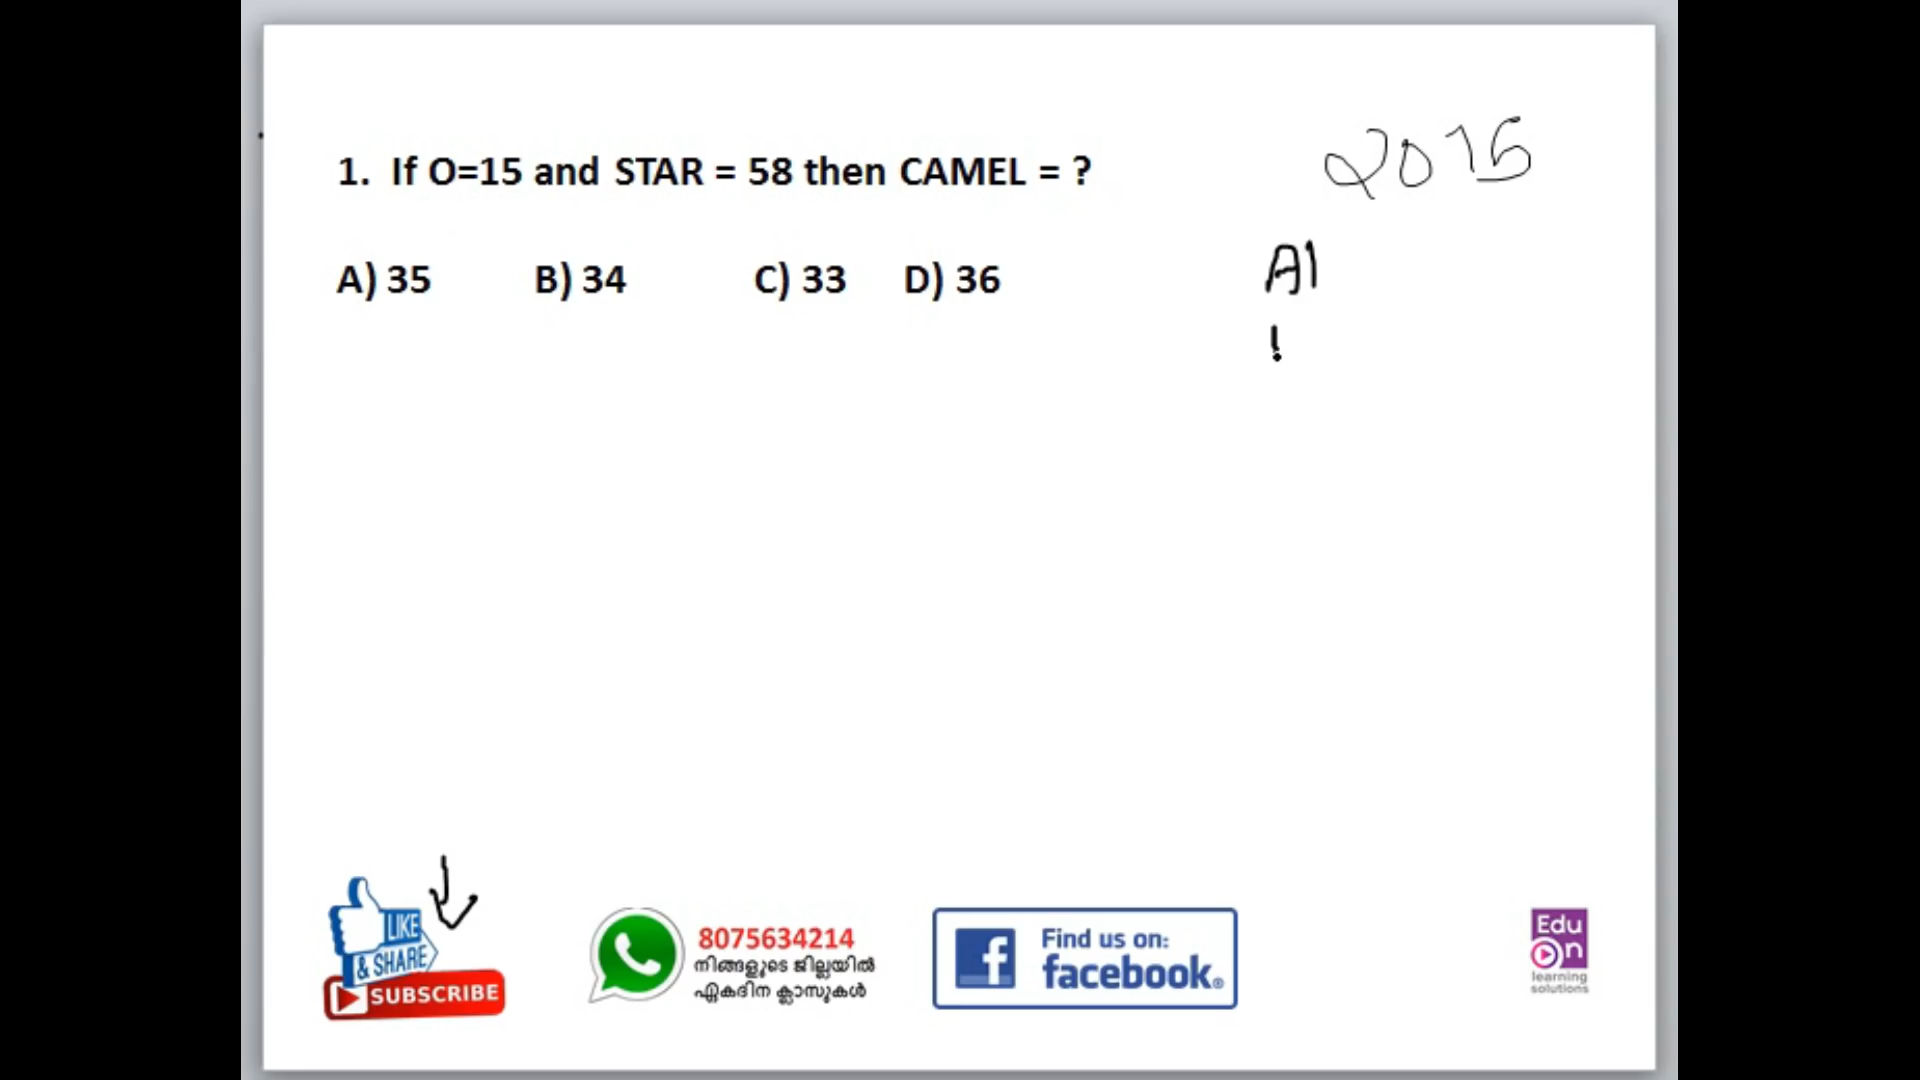 1. If O=15 and STAR = 58 then CAMEL = ?
2015
A) 35 B) 34 C) 33 D) 36
A1
LIKE
& SHARE
SUBSCRIBE
8075634214
നിങ്ങളുടെ ജില്ലയിൽ
ഏകദിന ക്ലാസുകൾ
Find us on:
facebook®
Edu
On
learning
solutions